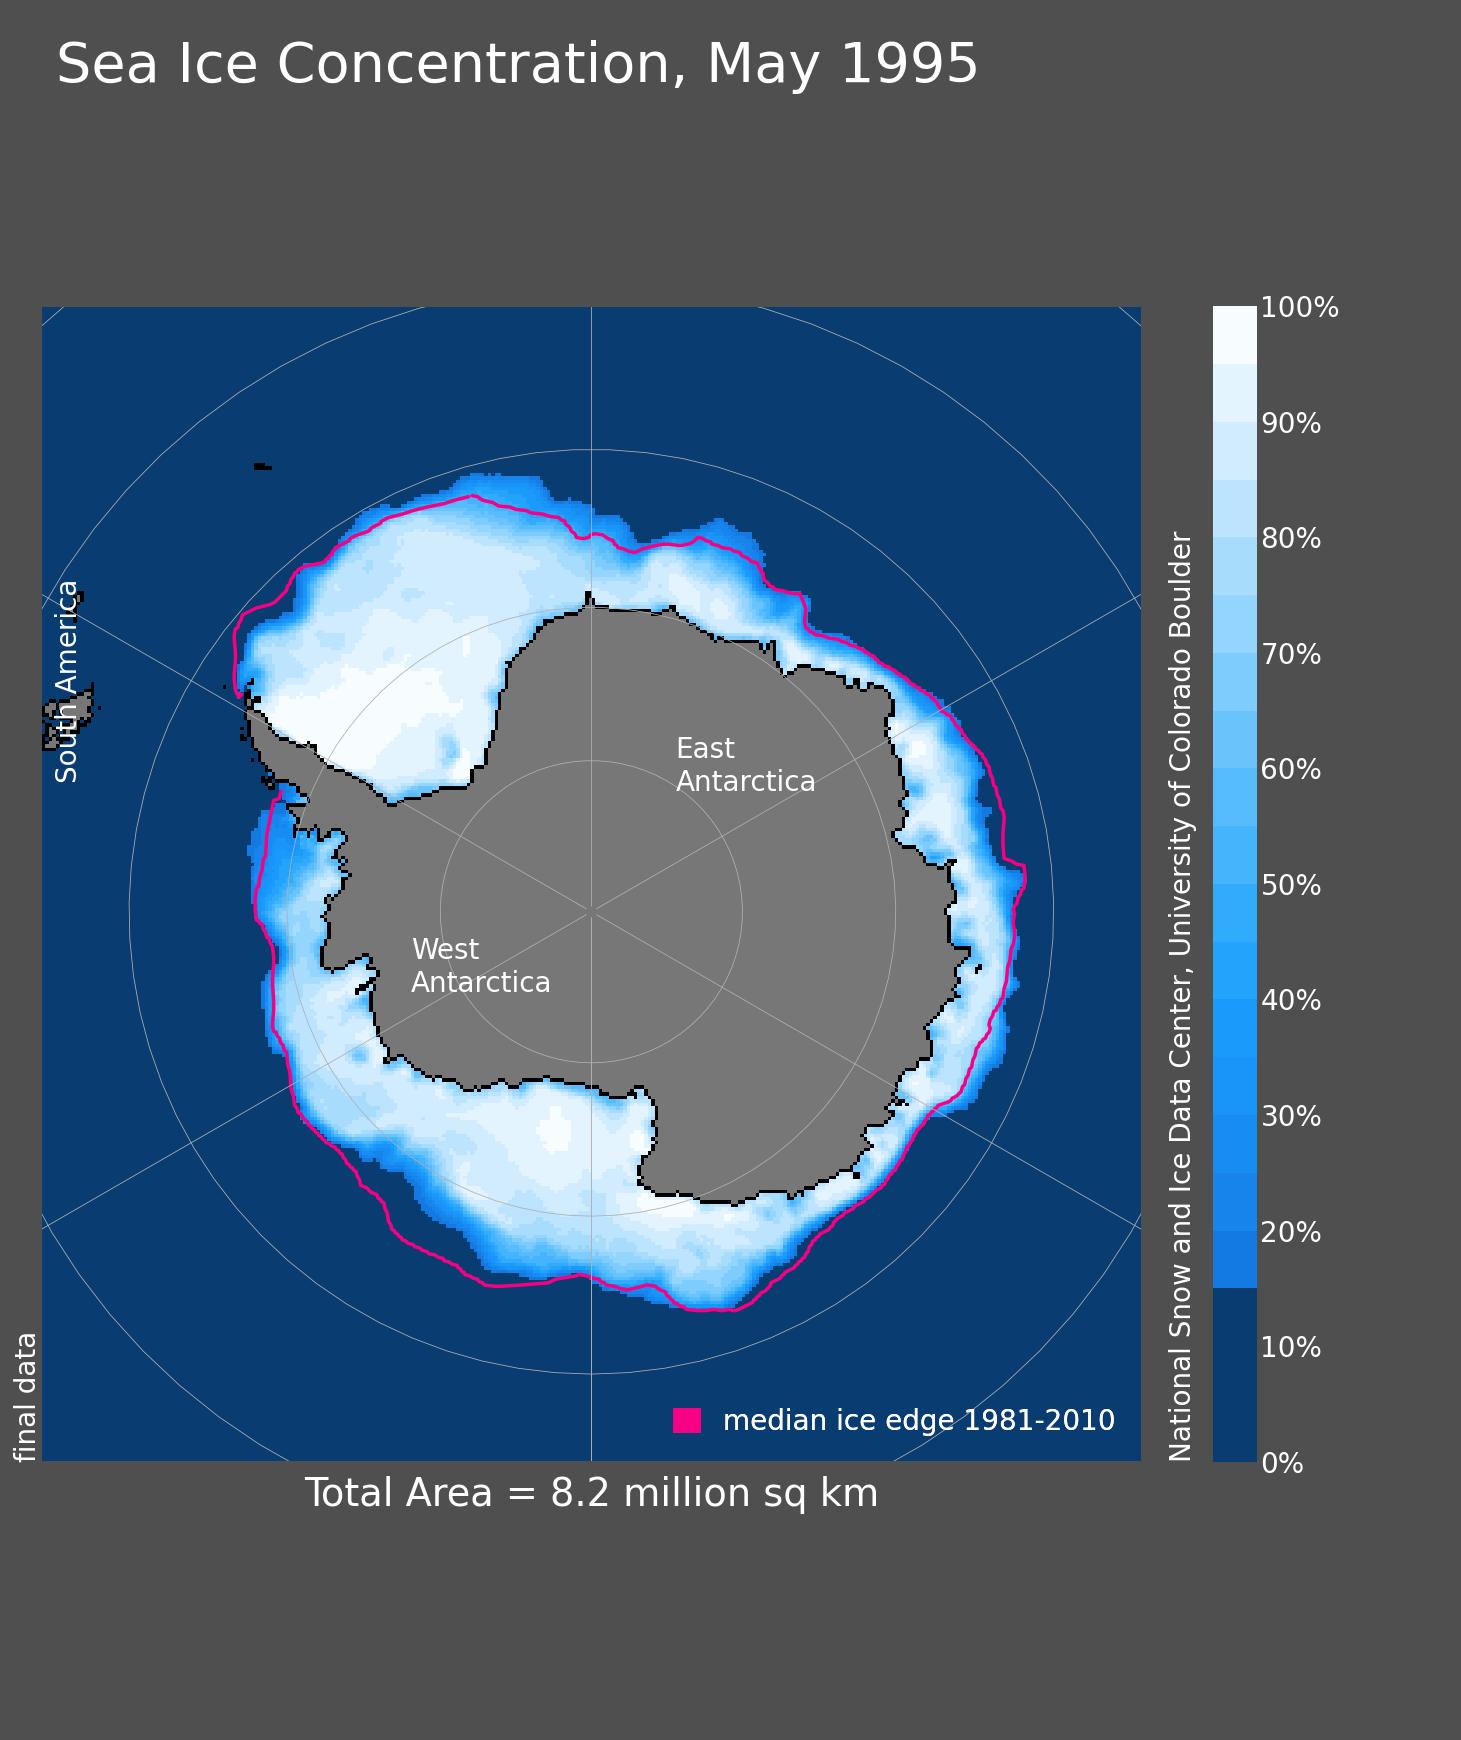 Sea Ice Concentration, May 1995
South America
East
Antarctica
West
Antarctica
median ice edge 1981-2010
final data
Total Area = 8.2 million sq km
National Snow and Ice Data Center, University of Colorado Boulder
100%
90%
80%
70%
60%
50%
40%
30%
20%
10%
0%